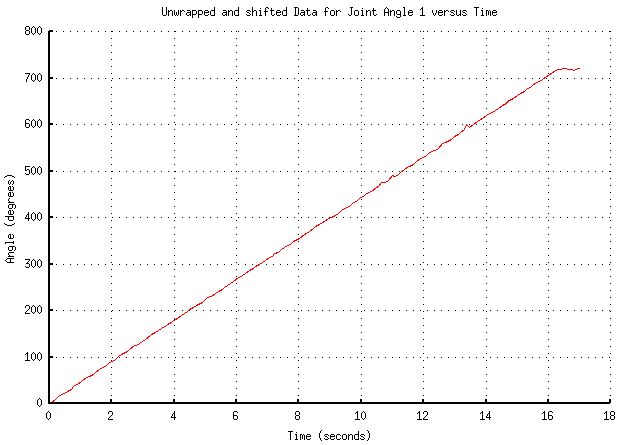 Unwrapped and shifted Data for Joint Angle 1 versus Time
800
700
600
500
400
300
200
100
0
Angle (degrees)
0 2 4 6 8 10 12 14 16 18
Time (seconds)